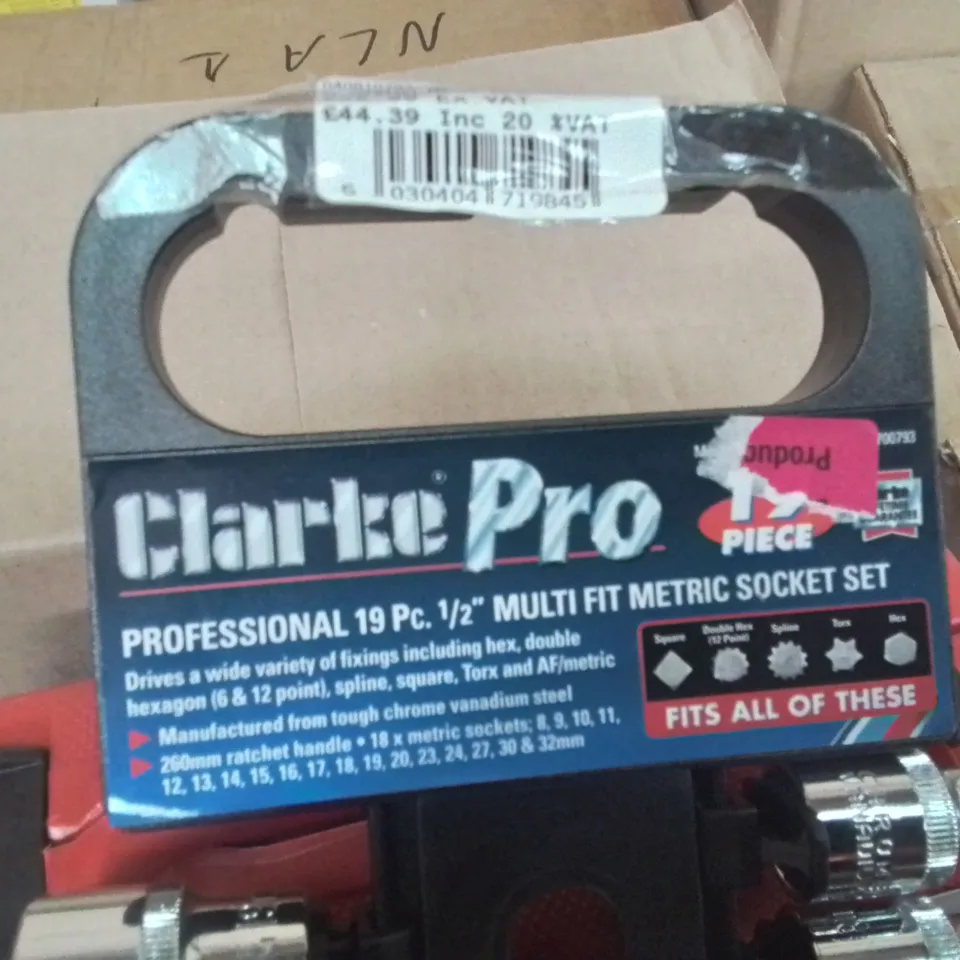 NCA 1
Ex VAT
£44.39 Inc 20 %VAT
030404 719845
Produc
700793
Clarke® Pro
19
PIECE
PROFESSIONAL 19 Pc. 1/2" MULTI FIT METRIC SOCKET SET
Drives a wide variety of fixings including hex, double
hexagon (6 & 12 point), spline, square, Torx and AF/metric
Manufactured from tough chrome vanadium steel
260mm ratchet handle • 18 x metric sockets; 8, 9, 10, 11,
12, 13, 14, 15, 16, 17, 18, 19, 20, 23, 24, 27, 30 & 32mm
Square
Double Hex
(12 Point)
Spline
Torx
Hex
FITS ALL OF THESE